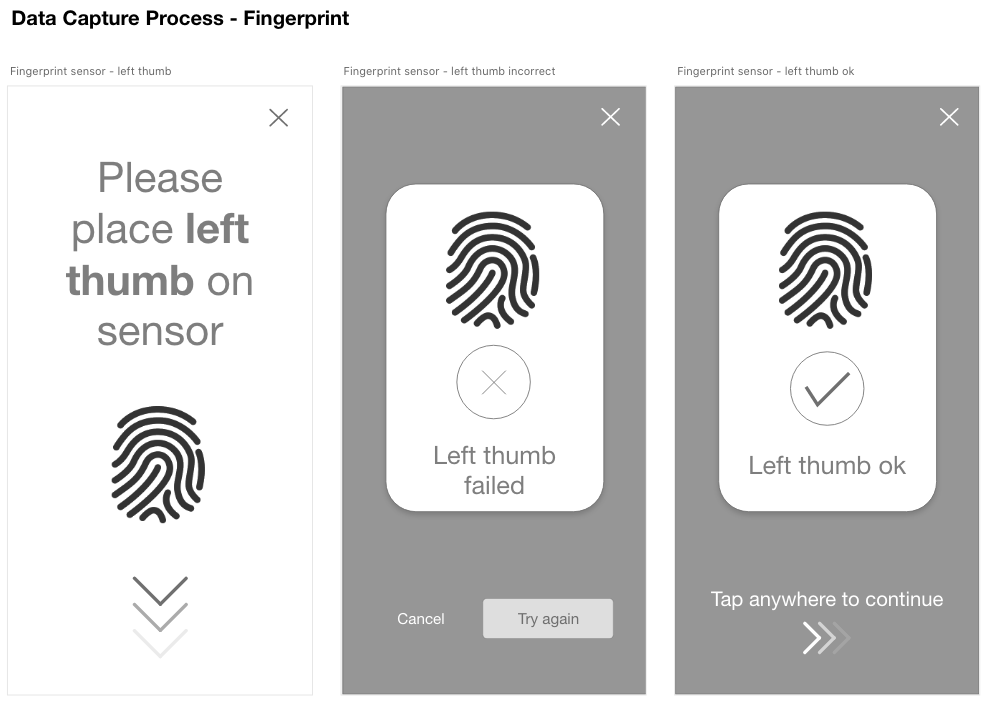 Data Capture Process - Fingerprint
Fingerprint sensor - left thumb
Please
place left
thumb on
sensor
Fingerprint sensor - left thumb incorrect
Left thumb
failed
Cancel
Try again
Fingerprint sensor - left thumb ok
Left thumb ok
Tap anywhere to continue